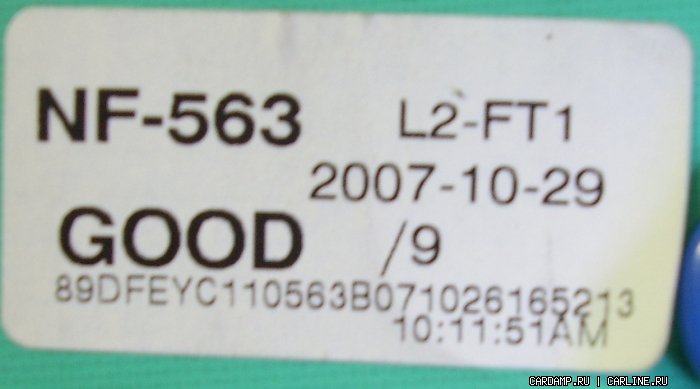 NF-563 L2-FT1
2007-10-29
GOOD /9
89DFEYC110563B071026165213
10:11:51AM
CARDAMP.RU | CARLINE.RU